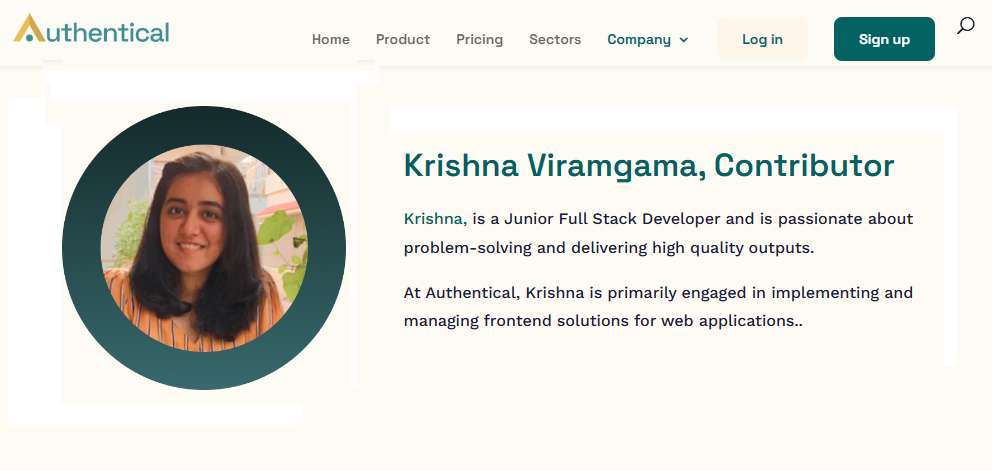 Authentical
Home Product Pricing Sectors Company Log in Sign up
Krishna Viramgama, Contributor
Krishna, is a Junior Full Stack Developer and is passionate about
problem-solving and delivering high quality outputs.
At Authentical, Krishna is primarily engaged in implementing and
managing frontend solutions for web applications..